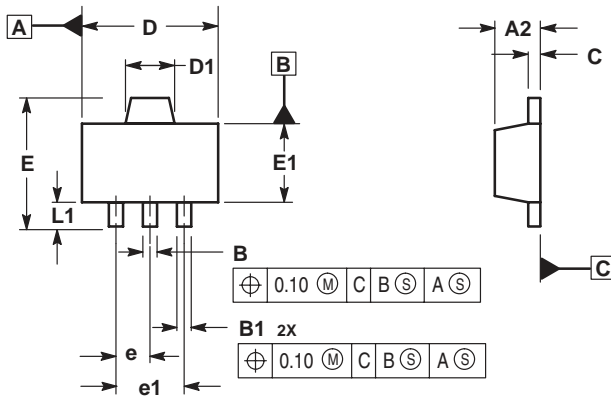 A D A2
D1 B C
E E1
L1
B
⌖ 0.10 Ⓜ C B Ⓢ A Ⓢ
C
B1 2X
⌖ 0.10 Ⓜ C B Ⓢ A Ⓢ
e
e1